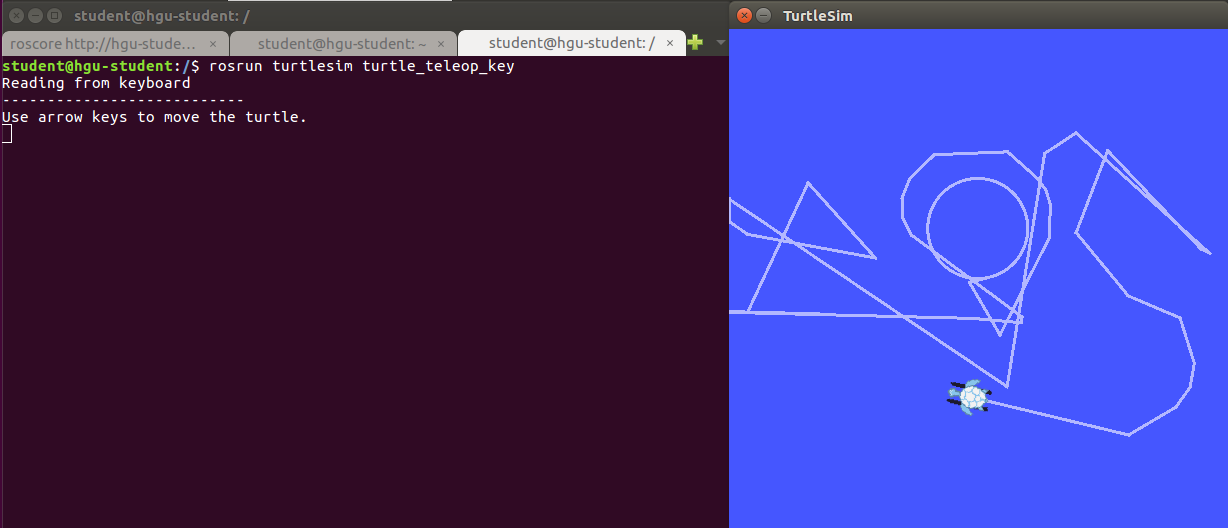 student@hgu-student: /
roscore http://hgu-stude... ×
student@hgu-student: ~ ×
student@hgu-student: / ×
student@hgu-student:/$ rosrun turtlesim turtle_teleop_key
Reading from keyboard
---------------------------
Use arrow keys to move the turtle.
TurtleSim